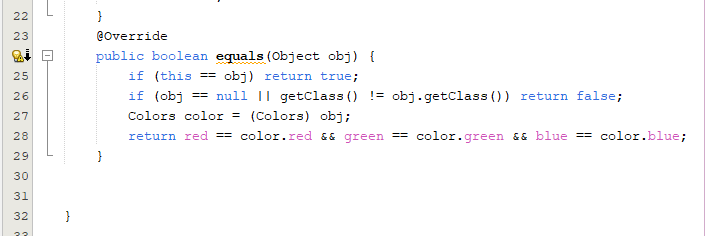 22 }
23 @Override
public boolean equals(Object obj) {
25 if (this == obj) return true;
26 if (obj == null || getClass() != obj.getClass()) return false;
27 Colors color = (Colors) obj;
28 return red == color.red && green == color.green && blue == color.blue;
29 }
30
31
32 }